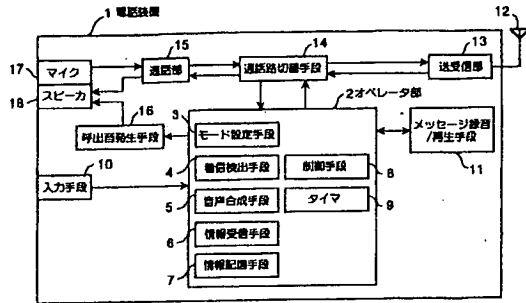 1 電話装置
12
15
14
13
17
マイク
通話部
通話路切替手段
送受信部
スピーカ
18
16
2 オペレータ部
3
モード設定手段
呼出音発生手段
メッセージ録音
/再生手段
10
4
着信検出手段
制御手段
8
11
入力手段
5
音声合成手段
タイマ
9
6
情報受信手段
7
情報記憶手段